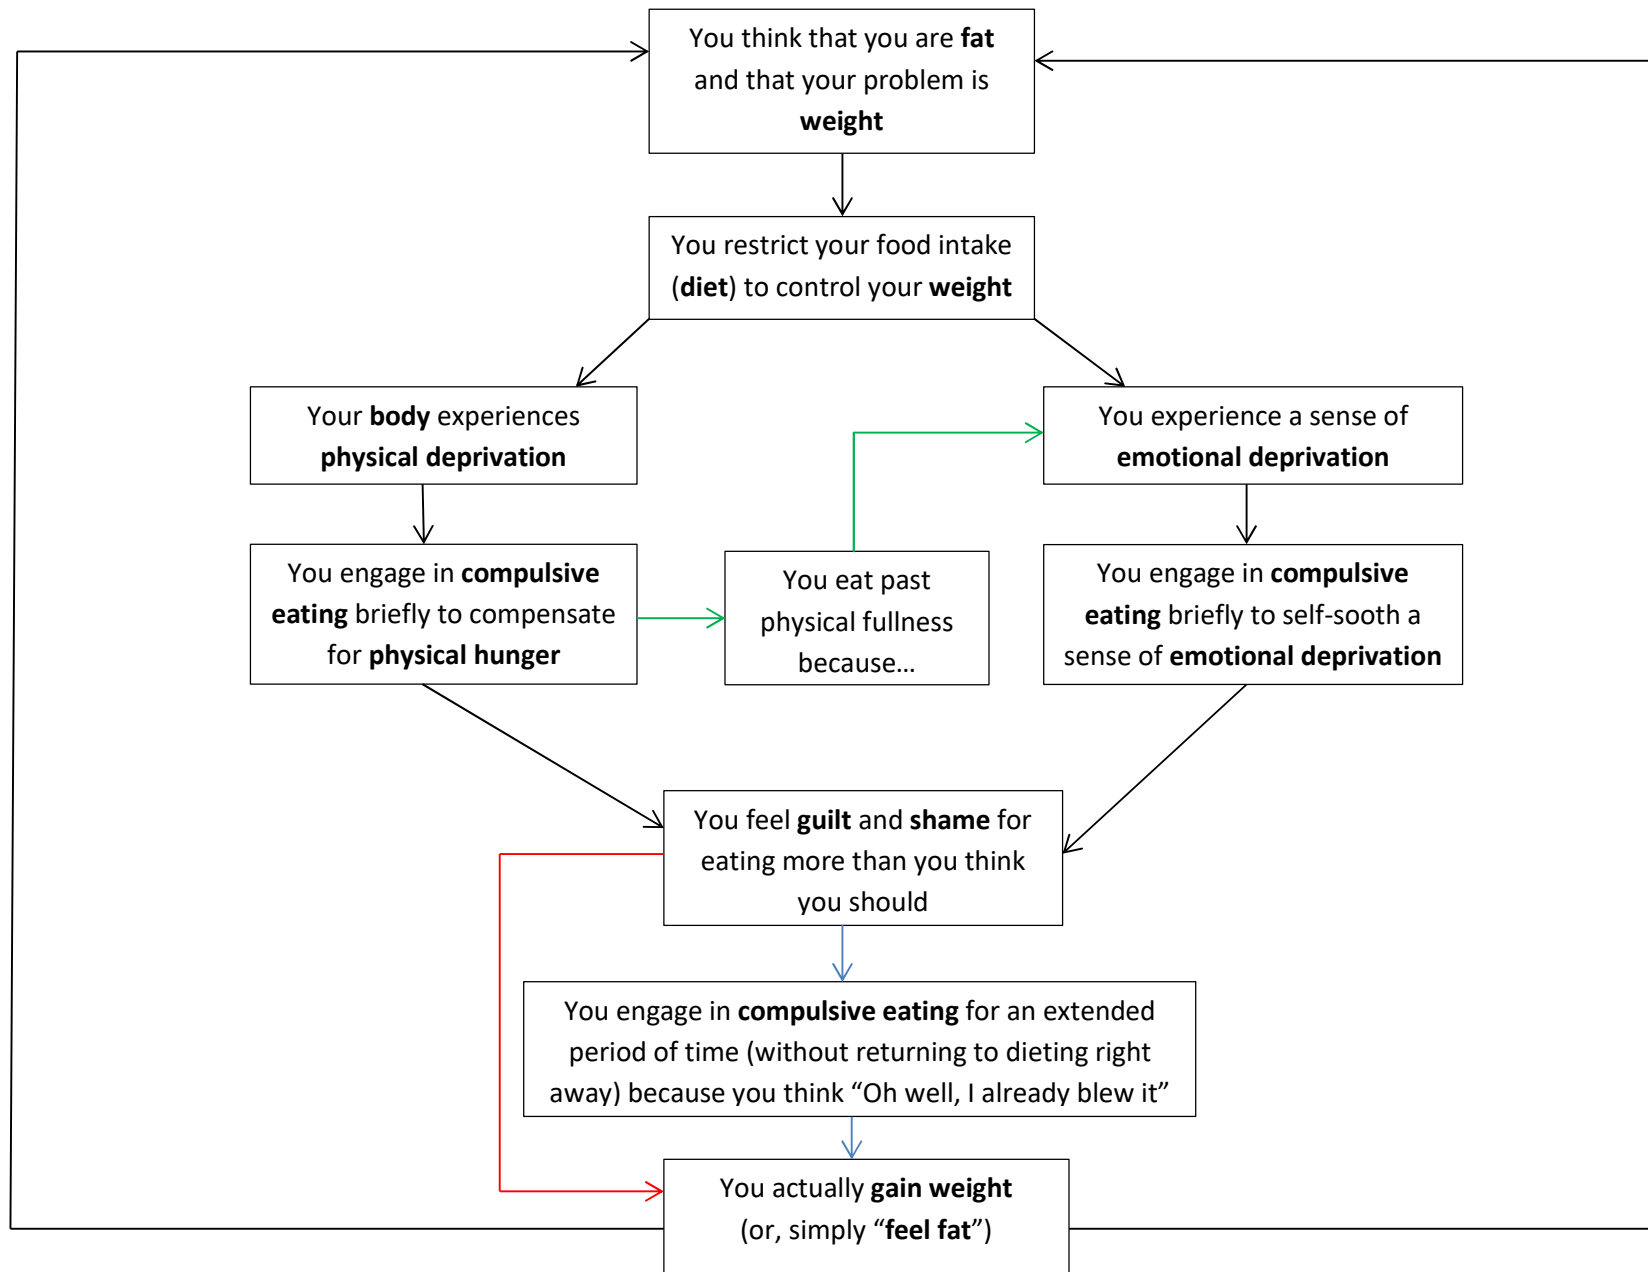 You think that you are fat
and that your problem is
weight
You restrict your food intake
(diet) to control your weight
Your body experiences
physical deprivation
You experience a sense of
emotional deprivation
You engage in compulsive
eating briefly to compensate
for physical hunger
You eat past
physical fullness
because…
You engage in compulsive
eating briefly to self-sooth a
sense of emotional deprivation
You feel guilt and shame for
eating more than you think
you should
You engage in compulsive eating for an extended
period of time (without returning to dieting right
away) because you think “Oh well, I already blew it”
You actually gain weight
(or, simply “feel fat”)